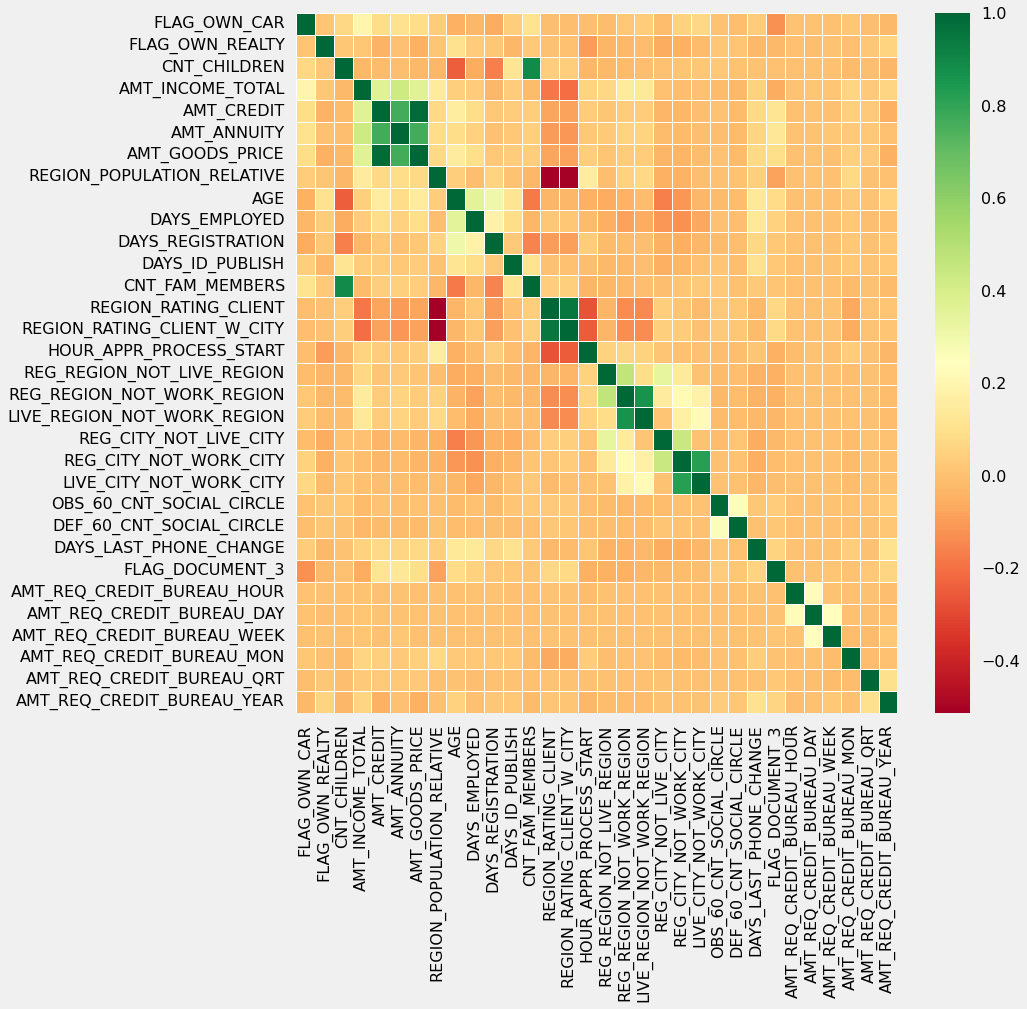 FLAG_OWN_CAR
FLAG_OWN_REALTY
CNT_CHILDREN
AMT_INCOME_TOTAL
AMT_CREDIT
AMT_ANNUITY
AMT_GOODS_PRICE
REGION_POPULATION_RELATIVE
AGE
DAYS_EMPLOYED
DAYS_REGISTRATION
DAYS_ID_PUBLISH
CNT_FAM_MEMBERS
REGION_RATING_CLIENT
REGION_RATING_CLIENT_W_CITY
HOUR_APPR_PROCESS_START
REG_REGION_NOT_LIVE_REGION
REG_REGION_NOT_WORK_REGION
LIVE_REGION_NOT_WORK_REGION
REG_CITY_NOT_LIVE_CITY
REG_CITY_NOT_WORK_CITY
LIVE_CITY_NOT_WORK_CITY
OBS_60_CNT_SOCIAL_CIRCLE
DEF_60_CNT_SOCIAL_CIRCLE
DAYS_LAST_PHONE_CHANGE
FLAG_DOCUMENT_3
AMT_REQ_CREDIT_BUREAU_HOUR
AMT_REQ_CREDIT_BUREAU_DAY
AMT_REQ_CREDIT_BUREAU_WEEK
AMT_REQ_CREDIT_BUREAU_MON
AMT_REQ_CREDIT_BUREAU_QRT
AMT_REQ_CREDIT_BUREAU_YEAR
FLAG_OWN_CAR
FLAG_OWN_REALTY
CNT_CHILDREN
AMT_INCOME_TOTAL
AMT_CREDIT
AMT_ANNUITY
AMT_GOODS_PRICE
REGION_POPULATION_RELATIVE
AGE
DAYS_EMPLOYED
DAYS_REGISTRATION
DAYS_ID_PUBLISH
CNT_FAM_MEMBERS
REGION_RATING_CLIENT
REGION_RATING_CLIENT_W_CITY
HOUR_APPR_PROCESS_START
REG_REGION_NOT_LIVE_REGION
REG_REGION_NOT_WORK_REGION
LIVE_REGION_NOT_WORK_REGION
REG_CITY_NOT_LIVE_CITY
REG_CITY_NOT_WORK_CITY
LIVE_CITY_NOT_WORK_CITY
OBS_60_CNT_SOCIAL_CIRCLE
DEF_60_CNT_SOCIAL_CIRCLE
DAYS_LAST_PHONE_CHANGE
FLAG_DOCUMENT_3
AMT_REQ_CREDIT_BUREAU_HOUR
AMT_REQ_CREDIT_BUREAU_DAY
AMT_REQ_CREDIT_BUREAU_WEEK
AMT_REQ_CREDIT_BUREAU_MON
AMT_REQ_CREDIT_BUREAU_QRT
AMT_REQ_CREDIT_BUREAU_YEAR
1.0
0.8
0.6
0.4
0.2
0.0
−0.2
−0.4